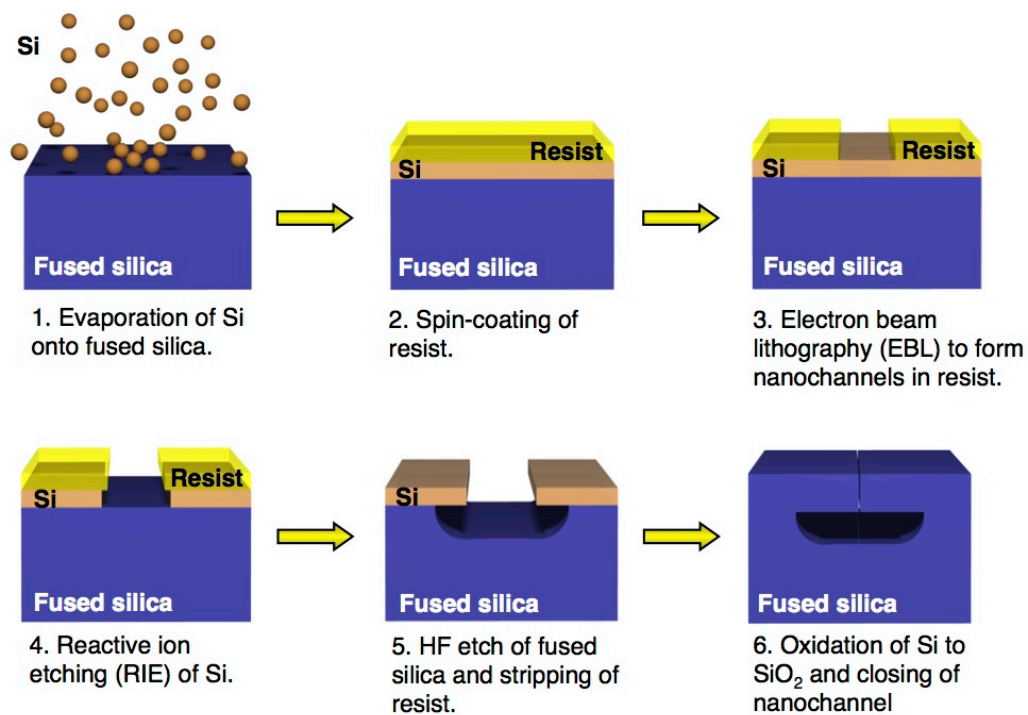 Si
Fused silica
1. Evaporation of Si
onto fused silica.
Resist
Si
Fused silica
2. Spin-coating of
resist.
Si
Resist
Fused silica
3. Electron beam
lithography (EBL) to form
nanochannels in resist.
Resist
Si
Fused silica
4. Reactive ion
etching (RIE) of Si.
Si
Fused silica
5. HF etch of fused
silica and stripping of
resist.
Fused silica
6. Oxidation of Si to
SiO₂ and closing of
nanochannel